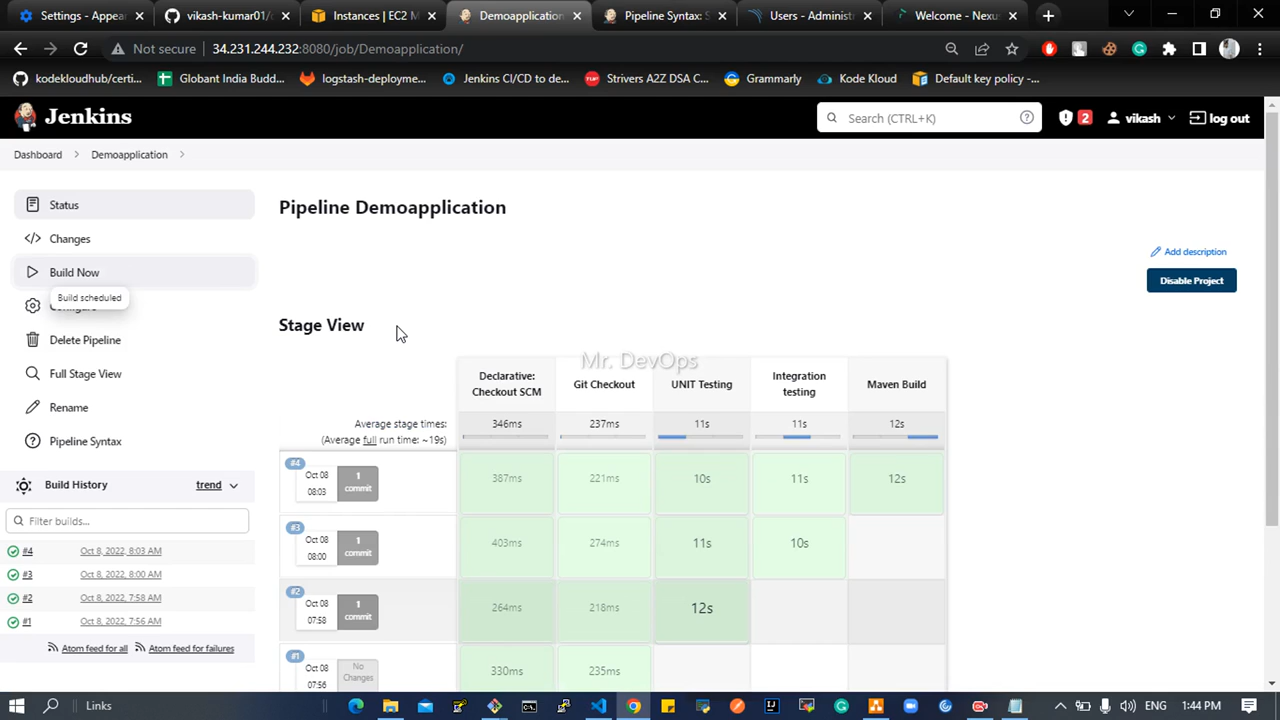 Settings - Appear
vikash-kumar01/
Instances | EC2 M
Demoapplication
Pipeline Syntax: S
Users - Administ
Welcome - Nexus
Not secure
34.231.244.232:8080/job/Demoapplication/
kodekloudhub/certi...
Globant India Budd...
logstash-deployme...
Jenkins CI/CD to de...
Strivers A2Z DSA C...
Grammarly
Kode Kloud
Default key policy -...
Jenkins
Search (CTRL+K)
2
vikash
log out
Dashboard
Demoapplication
Status
Changes
Build Now
Build scheduled
Delete Pipeline
Full Stage View
Rename
Pipeline Syntax
Build History
trend
Filter builds...
#4 Oct 8, 2022, 8:03 AM
#3 Oct 8, 2022, 8:00 AM
#2 Oct 8, 2022, 7:58 AM
#1 Oct 8, 2022, 7:56 AM
Atom feed for all
Atom feed for failures
Pipeline Demoapplication
Add description
Disable Project
Stage View
Mr. DevOps
Declarative: Checkout SCM
Git Checkout
UNIT Testing
Integration testing
Maven Build
Average stage times:
(Average full run time: ~19s)
346ms
237ms
11s
11s
12s
#4
Oct 08
08:03
1
commit
387ms
221ms
10s
11s
12s
#3
Oct 08
08:00
1
commit
403ms
274ms
11s
10s
#2
Oct 08
07:58
1
commit
264ms
218ms
12s
#1
Oct 08
07:56
No
Changes
330ms
235ms
Links
ENG
1:44 PM